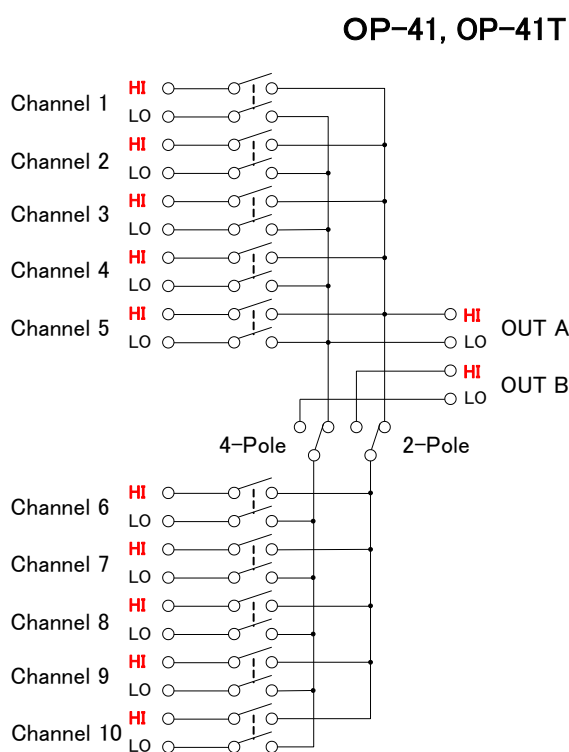 OP-41, OP-41T
Channel 1 HI
LO
Channel 2 HI
LO
Channel 3 HI
LO
Channel 4 HI
LO
Channel 5 HI
LO
HI OUT A
LO
HI OUT B
LO
4-Pole 2-Pole
Channel 6 HI
LO
Channel 7 HI
LO
Channel 8 HI
LO
Channel 9 HI
LO
Channel 10 HI
LO